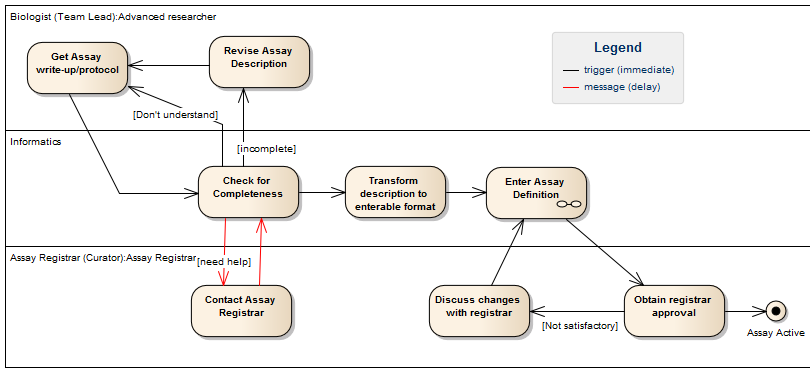 Biologist (Team Lead):Advanced researcher
Get Assay
write-up/protocol
Revise Assay
Description
Legend
trigger (immediate)
message (delay)
[Don't understand]
[incomplete]
Informatics
Check for
Completeness
Transform
description to
enterable format
Enter Assay
Definition
Assay Registrar (Curator):Assay Registrar
[need help]
Contact Assay
Registrar
Discuss changes
with registrar
Obtain registrar
approval
[Not satisfactory]
Assay Active